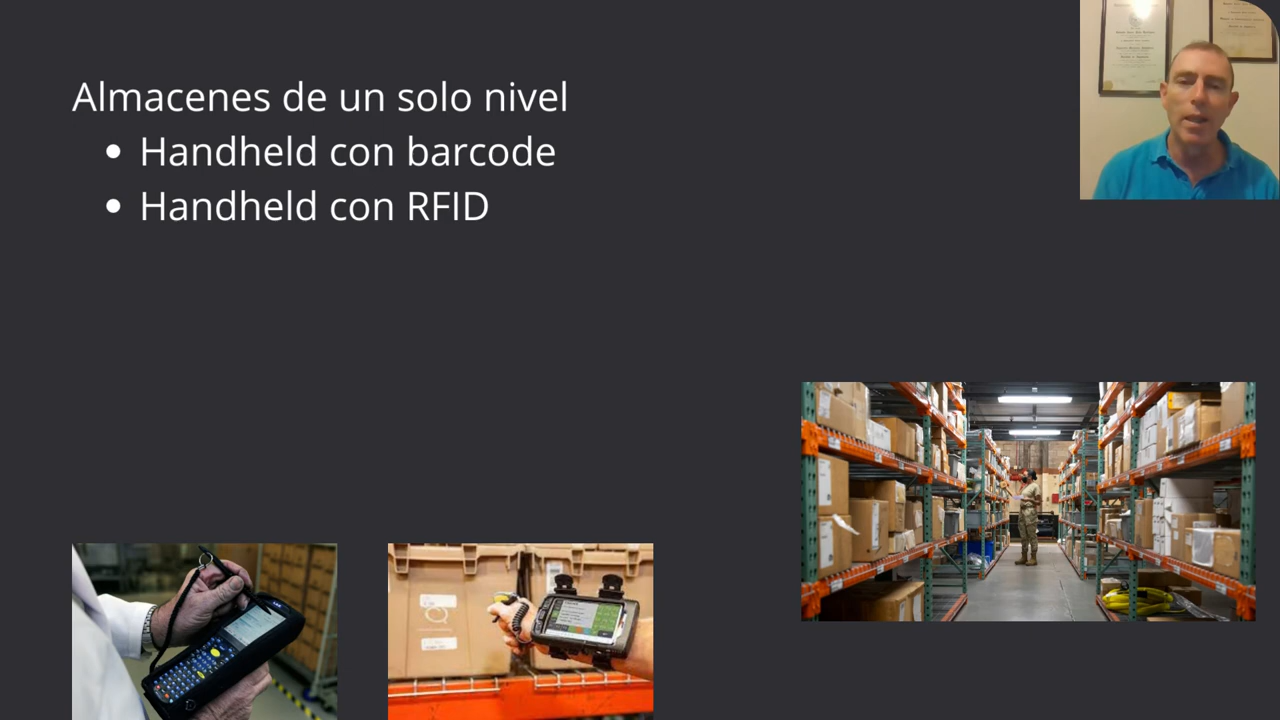 Almacenes de un solo nivel
Handheld con barcode
Handheld con RFID